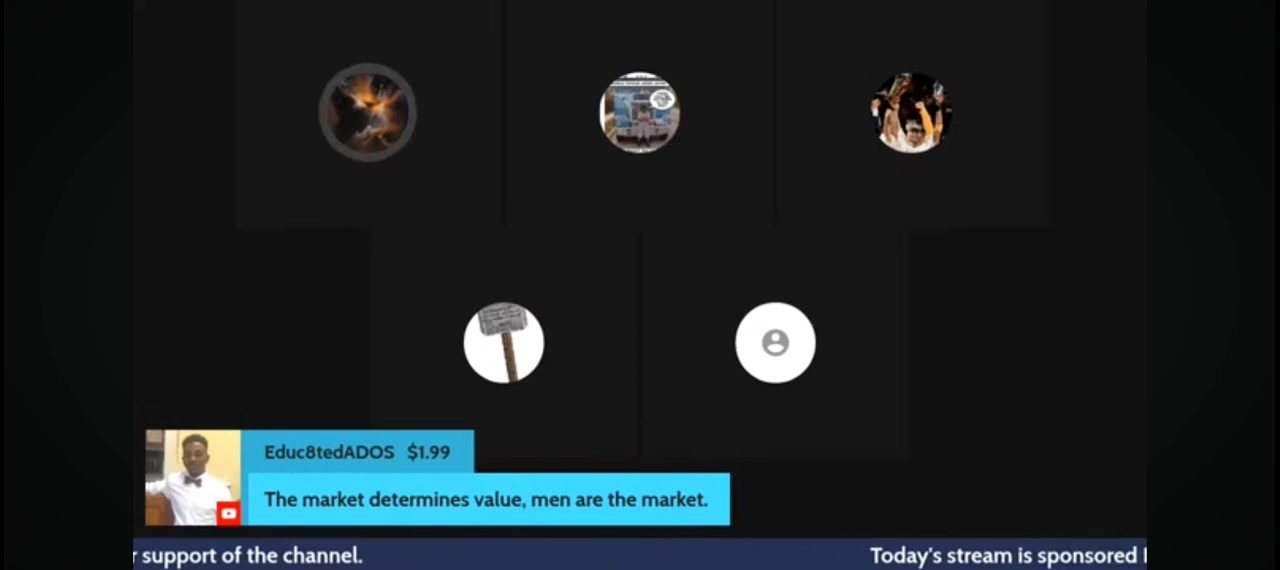 Educ8tedADOS $1.99
The market determines value, men are the market.
support of the channel. Today's stream is sponsored